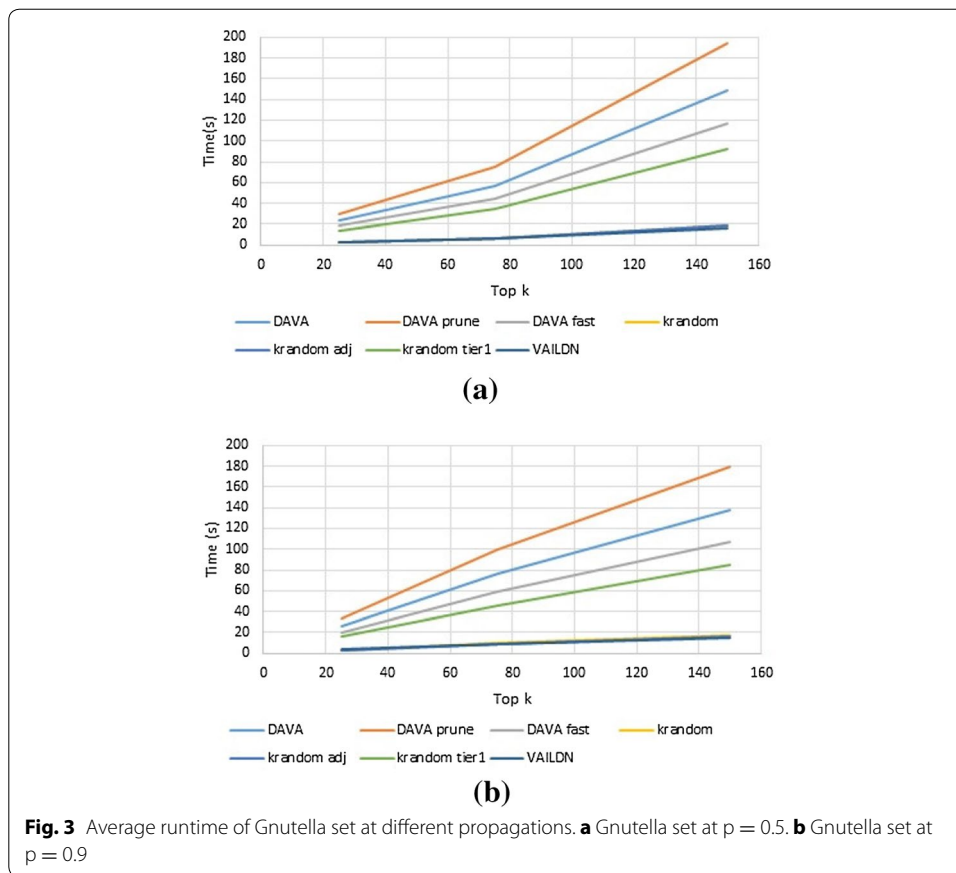 200
180
160
140
120
100
80
60
40
20
0
Time(s)
0 20 40 60 80 100 120 140 160
Top k
DAVA DAVA prune DAVA fast krandom
krandom adj krandom tier1 VAILDN
(a)
200
180
160
140
120
100
80
60
40
20
0
Time (s)
0 20 40 60 80 100 120 140 160
Top k
DAVA DAVA prune DAVA fast krandom
krandom adj krandom tier1 VAILDN
(b)
Fig. 3 Average runtime of Gnutella set at different propagations. a Gnutella set at p = 0.5. b Gnutella set at
p = 0.9